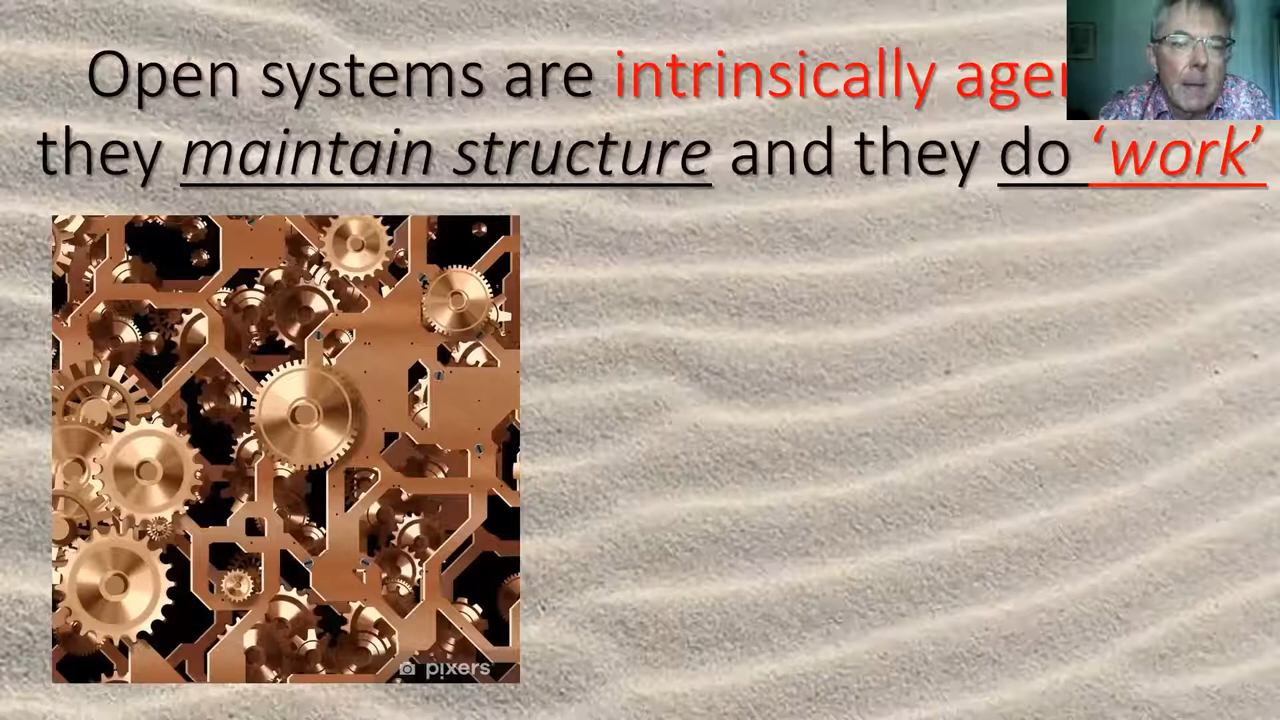 Open systems are intrinsically
they maintain structure and they do ‘work’
pixers